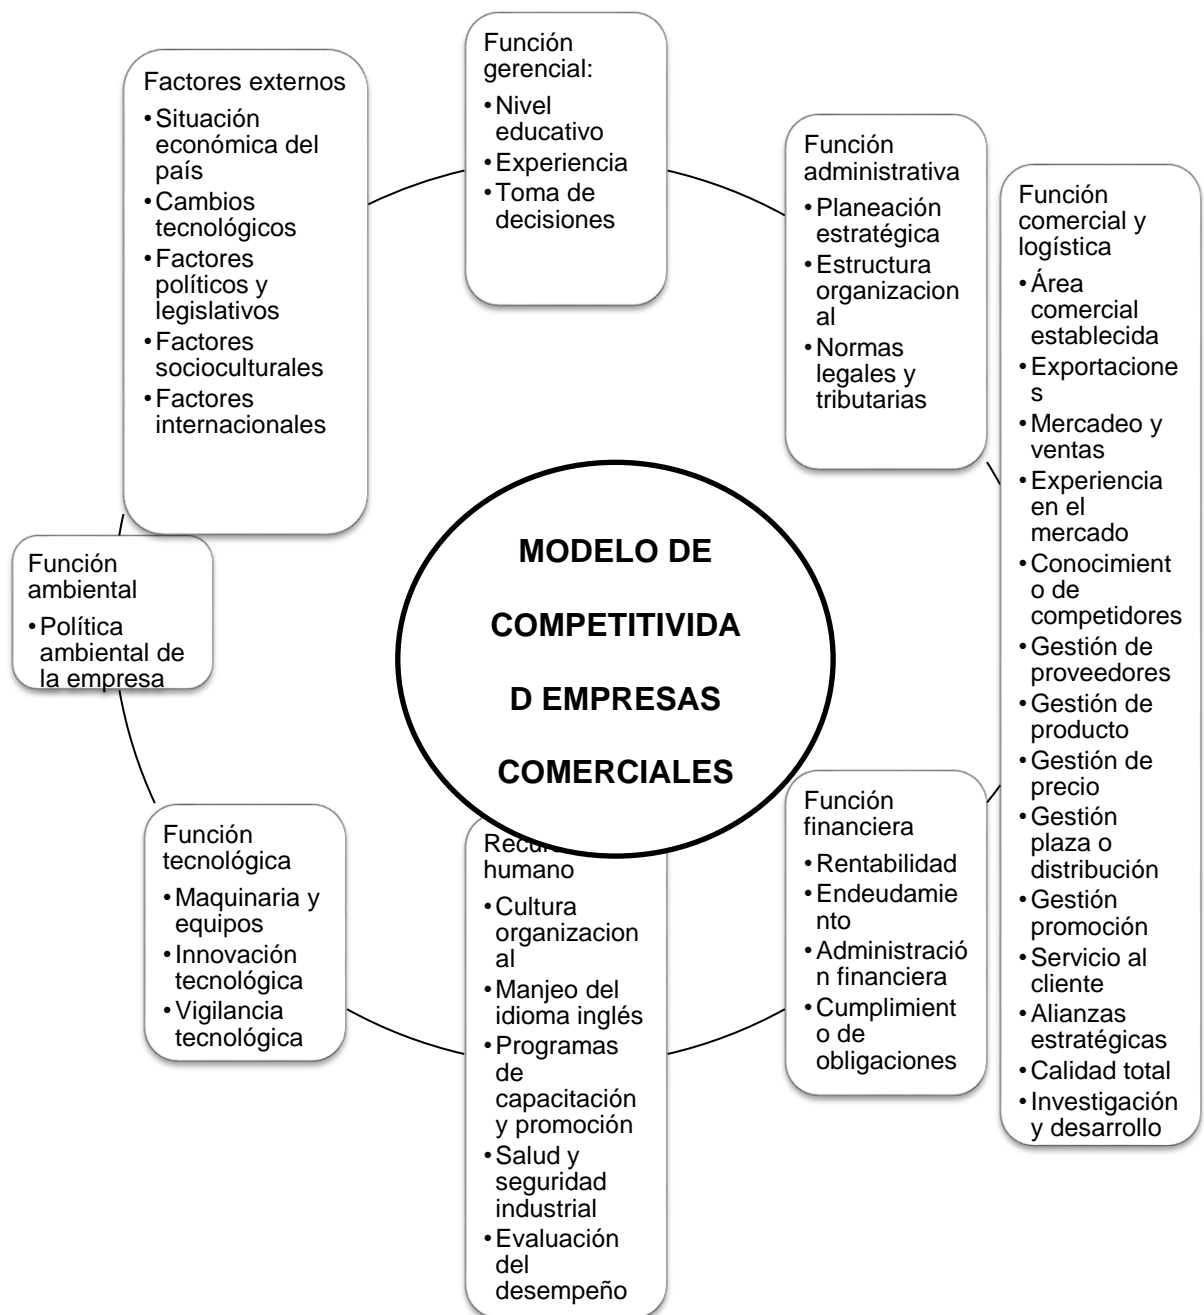 Factores externos
•Situación
económica del
país
•Cambios
tecnológicos
•Factores
políticos y
legislativos
•Factores
socioculturales
•Factores
internacionales
Función
gerencial:
•Nivel
educativo
•Experiencia
•Toma de
decisiones
Función
administrativa
•Planeación
estratégica
•Estructura
organizacion
al
•Normas
legales y
tributarias
Función
comercial y
logística
•Área
comercial
establecida
•Exportacione
s
•Mercadeo y
ventas
•Experiencia
en el
mercado
•Conocimient
o de
competidores
•Gestión de
proveedores
•Gestión de
producto
•Gestión de
precio
•Gestión
plaza o
distribución
•Gestión
promoción
•Servicio al
cliente
•Alianzas
estratégicas
•Calidad total
•Investigación
y desarrollo
Función
financiera
•Rentabilidad
•Endeudamie
nto
•Administració
n financiera
•Cumplimient
o de
obligaciones
humano
•Cultura
organizacion
al
•Manjeo del
idioma inglés
•Programas
de
capacitación
y promoción
•Salud y
seguridad
industrial
•Evaluación
del
desempeño
Función
tecnológica
•Maquinaria y
equipos
•Innovación
tecnológica
•Vigilancia
tecnológica
Función
ambiental
•Política
ambiental de
la empresa
MODELO DE
COMPETITIVIDA
D EMPRESAS
COMERCIALES